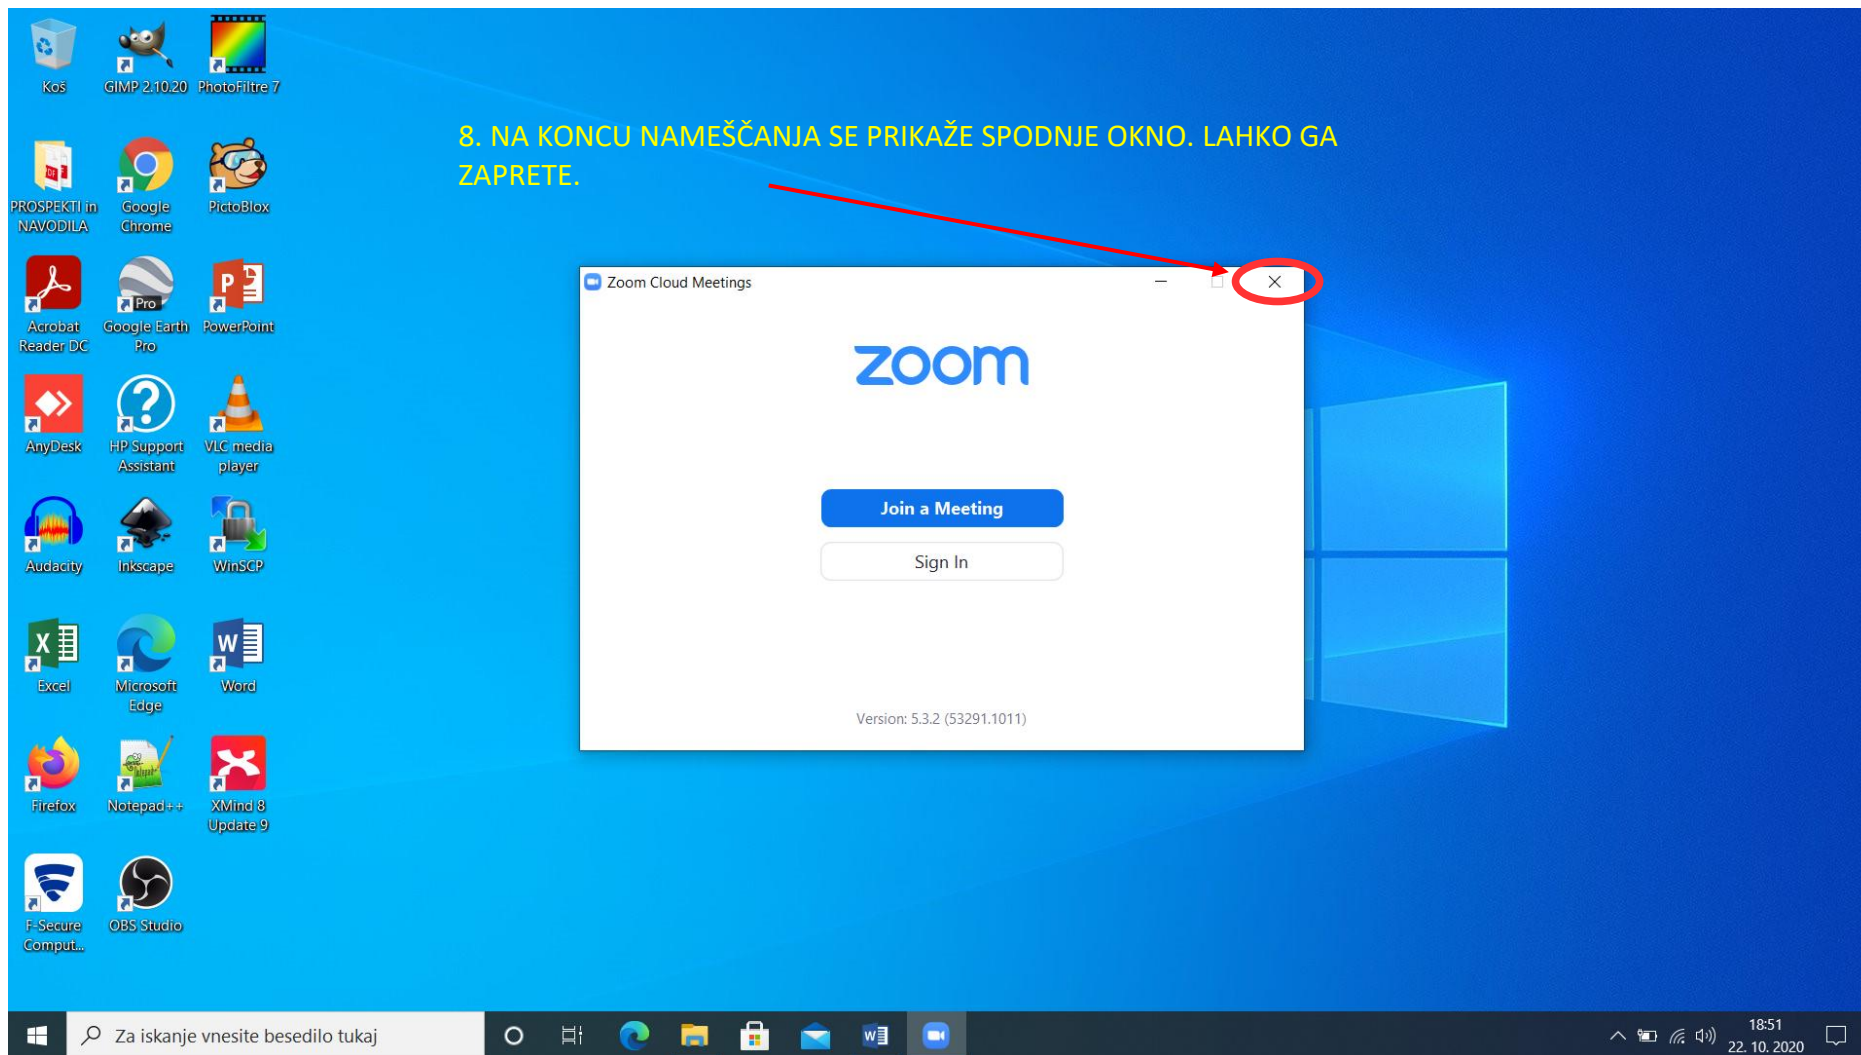 Koš
GIMP 2.10.20
PhotoFiltre 7
8. NA KONCU NAMEŠČANJA SE PRIKAŽE SPODNJE OKNO. LAHKO GA
ZAPRETE.
PROSPEKTI in
NAVODILA
Google
Chrome
PictoBlox
Acrobat
Reader DC
Pro
Google Earth
Pro
PowerPoint
AnyDesk
HP Support
Assistant
VLC media
player
Audacity
Inkscape
WinSCP
Excel
Microsoft
Edge
Word
Firefox
Notepad++
XMind 8
Update 9
F-Secure
Comput...
OBS Studio
Zoom Cloud Meetings
zoom
Join a Meeting
Sign In
Version: 5.3.2 (53291.1011)
Za iskanje vnesite besedilo tukaj
18:51
22. 10. 2020